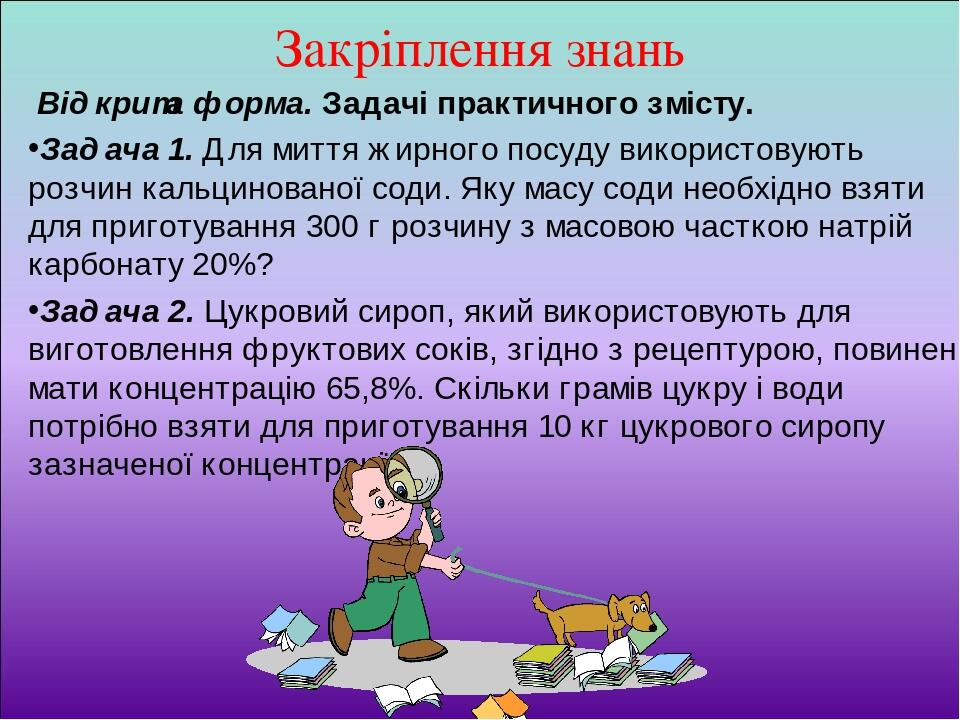 Закріплення знань
Відкрита форма. Задачі практичного змісту.
•Задача 1. Для миття жирного посуду використовують
розчин кальцинованої соди. Яку масу соди необхідно взяти
для приготування 300 г розчину з масовою часткою натрій
карбонату 20%?
•Задача 2. Цукровий сироп, який використовують для
виготовлення фруктових соків, згідно з рецептурою, повинен
мати концентрацію 65,8%. Скільки грамів цукру і води
потрібно взяти для приготування 10 кг цукрового сиропу
зазначеної концентрації